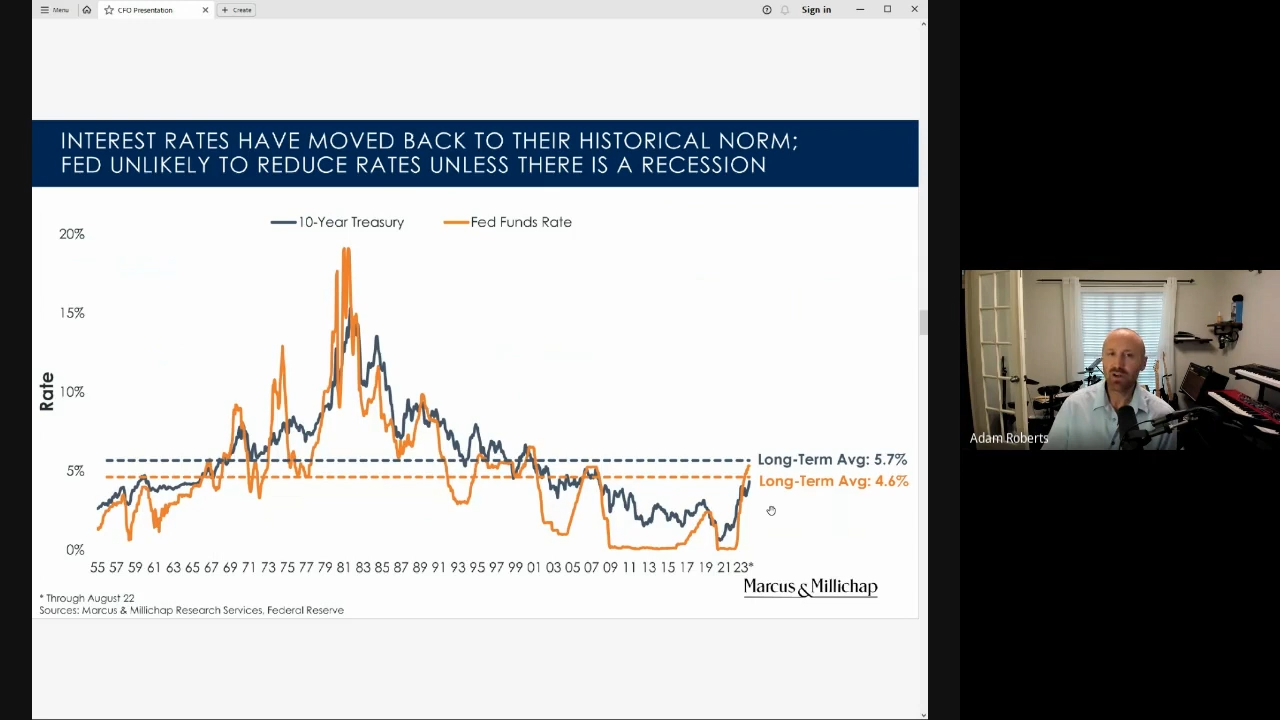 Menu
CFO Presentation
Create
Sign in
INTEREST RATES HAVE MOVED BACK TO THEIR HISTORICAL NORM;
FED UNLIKELY TO REDUCE RATES UNLESS THERE IS A RECESSION
10-Year Treasury Fed Funds Rate
20%
15%
10%
5%
0%
Rate
Long-Term Avg: 5.7%
Long-Term Avg: 4.6%
55 57 59 61 63 65 67 69 71 73 75 77 79 81 83 85 87 89 91 93 95 97 99 01 03 05 07 09 11 13 15 17 19 21 23*
Marcus & Millichap
* Through August 22
Sources: Marcus & Millichap Research Services, Federal Reserve
Adam Roberts